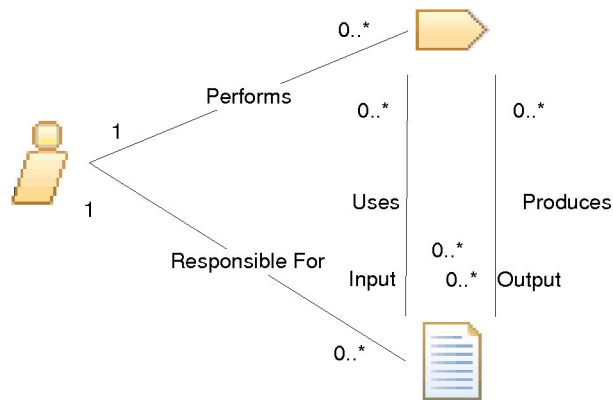 0..*
Performs
1
0..* 0..*
1
Uses Produces
0..*
Responsible For
Input 0..* Output
0..*